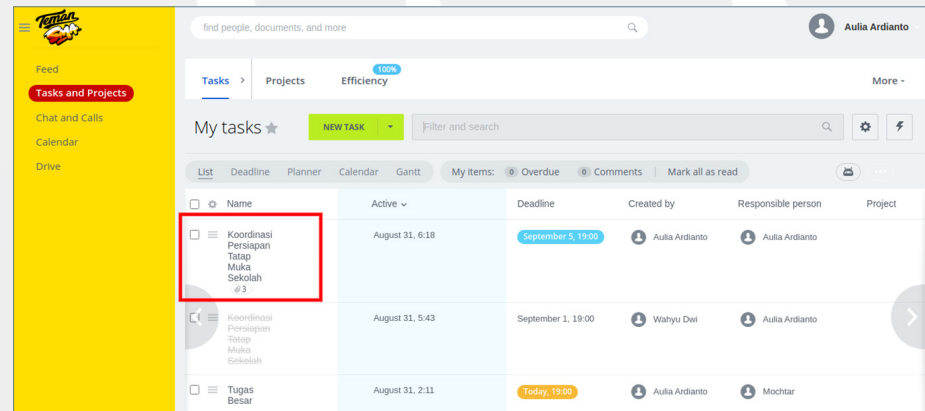 Teman
SMA
find people, documents, and more
Aulia Ardianto
Feed
Tasks and Projects
Chat and Calls
Calendar
Drive
Tasks
Projects
Efficiency
100%
More
My tasks
NEW TASK
Filter and search
List Deadline Planner Calendar Gantt
My items: 0 Overdue 0 Comments Mark all as read
Name Active Deadline Created by Responsible person Project
Koordinasi
Persiapan
Tatap
Muka
Sekolah
3
August 31, 6:18
September 5, 19:00
Aulia Ardianto
Aulia Ardianto
Koordinasi
Persiapan
Tatap
Muka
Sekolah
August 31, 5:43
September 1, 19:00
Wahyu Dwi
Aulia Ardianto
Tugas
Besar
August 31, 2:11
Today, 19:00
Aulia Ardianto
Mochtar